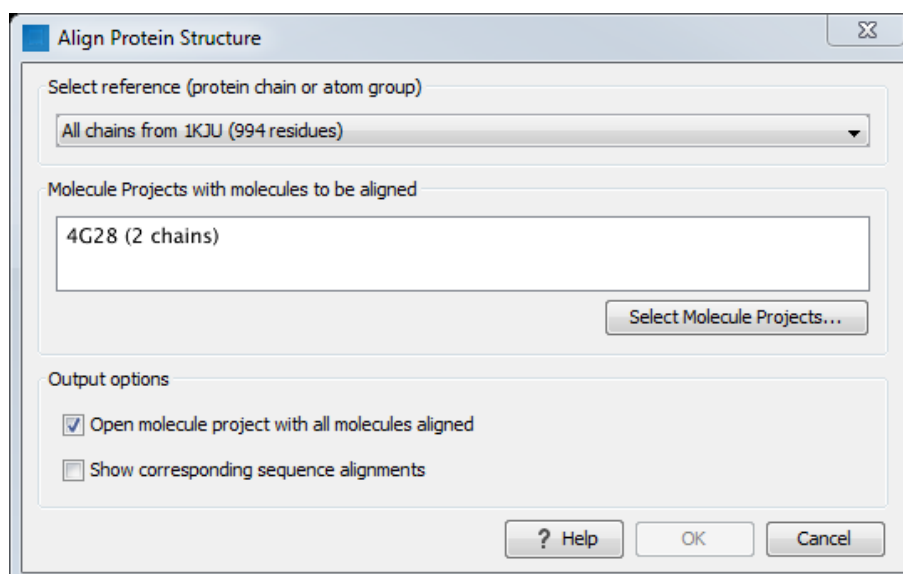 Align Protein Structure
Select reference (protein chain or atom group)
All chains from 1KJU (994 residues)
Molecule Projects with molecules to be aligned
4G28 (2 chains)
Select Molecule Projects...
Output options
Open molecule project with all molecules aligned
Show corresponding sequence alignments
? Help
OK
Cancel